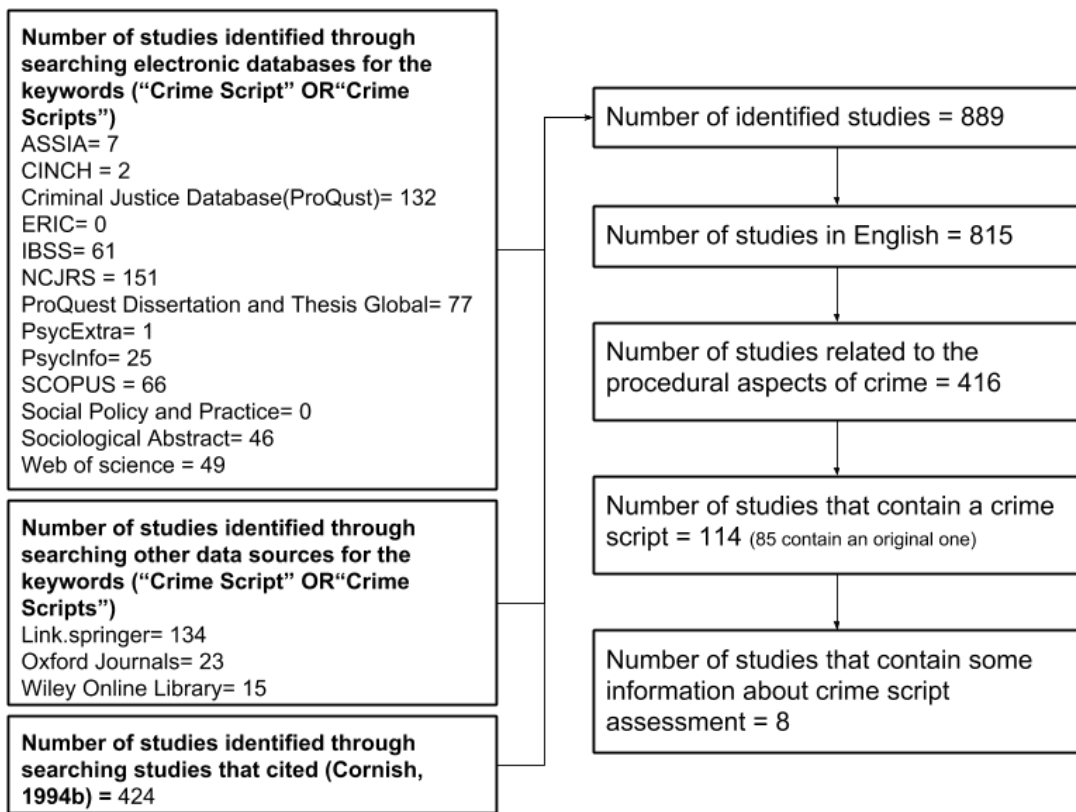 Number of studies identified through
searching electronic databases for the
keywords (“Crime Script” OR“Crime
Scripts”)
ASSIA= 7
CINCH = 2
Criminal Justice Database(ProQust)= 132
ERIC= 0
IBSS= 61
NCJRS = 151
ProQuest Dissertation and Thesis Global= 77
PsycExtra= 1
PsycInfo= 25
SCOPUS = 66
Social Policy and Practice= 0
Sociological Abstract= 46
Web of science = 49
Number of studies identified through
searching other data sources for the
keywords (“Crime Script” OR“Crime
Scripts”)
Link.springer= 134
Oxford Journals= 23
Wiley Online Library= 15
Number of studies identified through
searching studies that cited (Cornish,
1994b) = 424
Number of identified studies = 889
Number of studies in English = 815
Number of studies related to the
procedural aspects of crime = 416
Number of studies that contain a crime
script = 114 (85 contain an original one)
Number of studies that contain some
information about crime script
assessment = 8